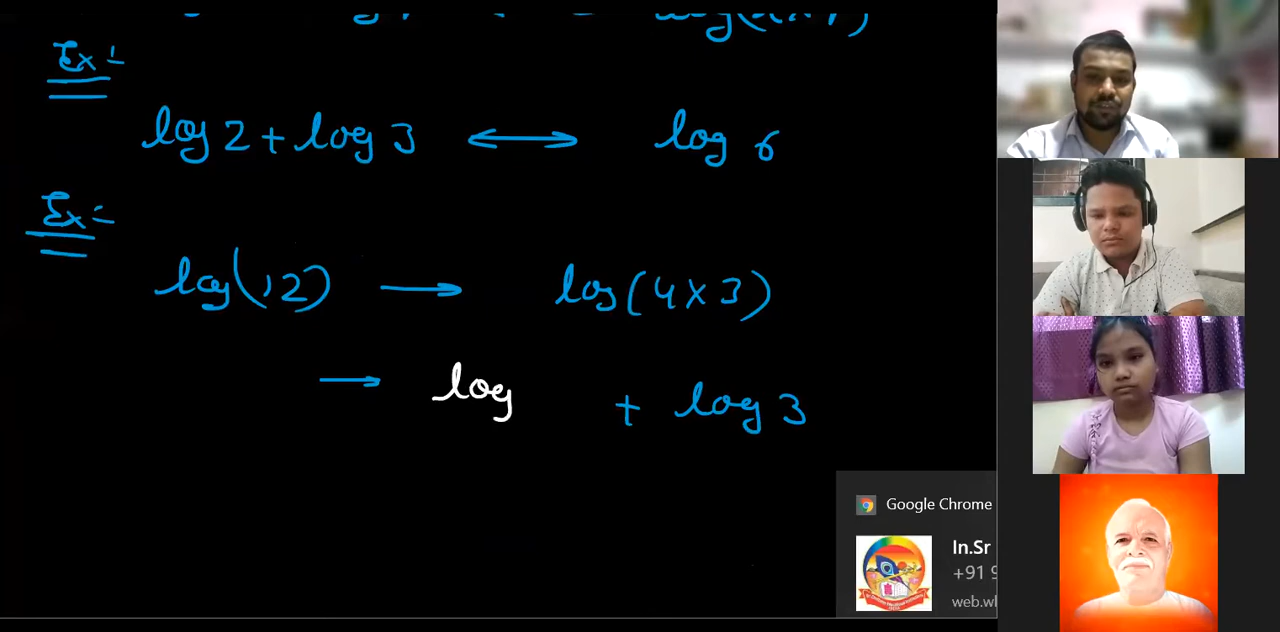 Ex:-
log 2 + log 3 ⟷ log 6
Ex:-
log(12) → log(4×3)
→ log + log 3
Google Chrome
In.Sr
+91 9
web.wh